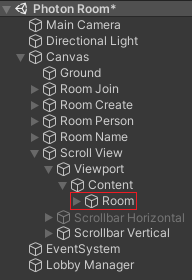 Photon Room*
Main Camera
Directional Light
Canvas
Ground
Room Join
Room Create
Room Person
Room Name
Scroll View
Viewport
Content
Room
Scrollbar Horizontal
Scrollbar Vertical
EventSystem
Lobby Manager